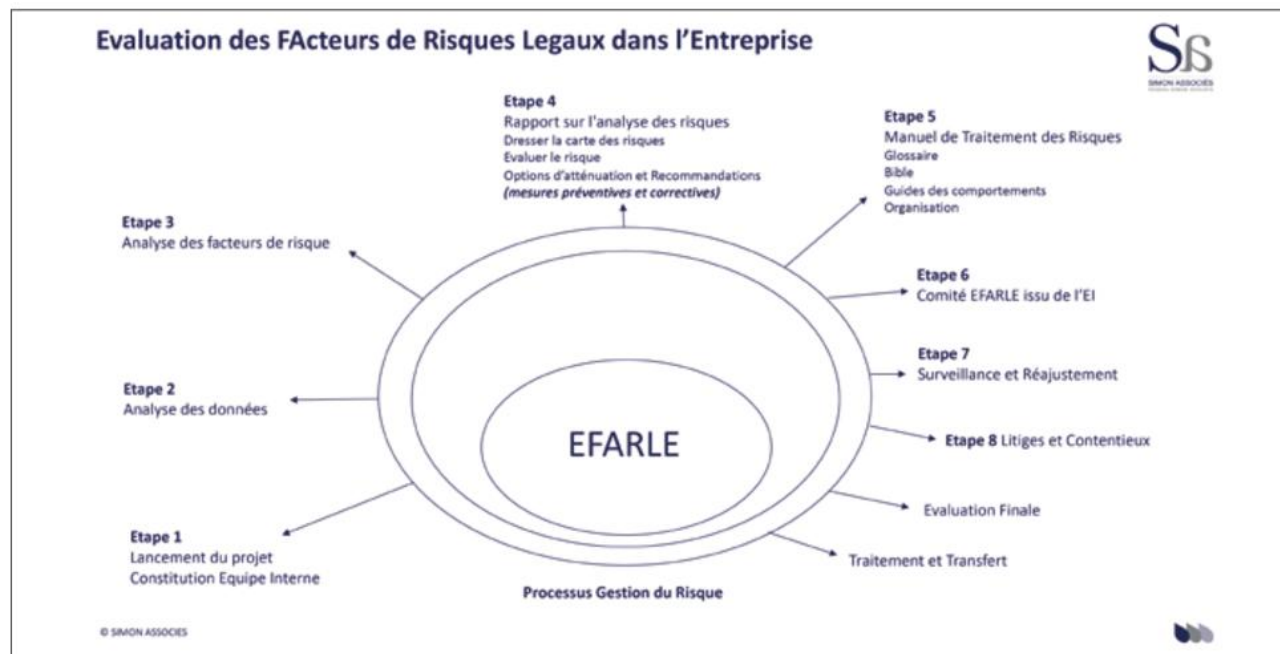 Evaluation des FActeurs de Risques Legaux dans l'Entreprise
SIMON ASSOCIÉS
Etape 4
Rapport sur l'analyse des risques
Dresser la carte des risques
Evaluer le risque
Options d'atténuation et Recommandations
(mesures préventives et correctives)
Etape 5
Manuel de Traitement des Risques
Glossaire
Bible
Guides des comportements
Organisation
Etape 3
Analyse des facteurs de risque
Etape 6
Comité EFARLE issu de l'EI
Etape 7
Surveillance et Réajustement
Etape 2
Analyse des données
EFARLE
Etape 8 Litiges et Contentieux
Evaluation Finale
Etape 1
Lancement du projet
Constitution Equipe Interne
Traitement et Transfert
Processus Gestion du Risque
© SIMON ASSOCIES